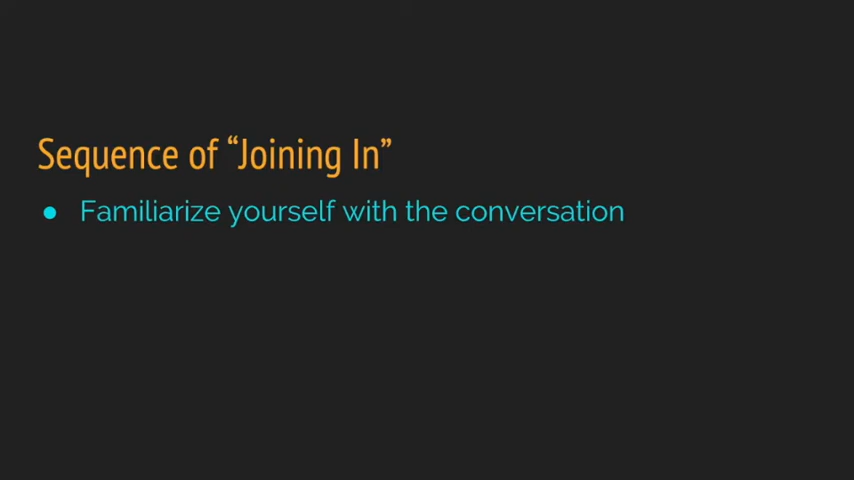 Sequence of “Joining In”
● Familiarize yourself with the conversation